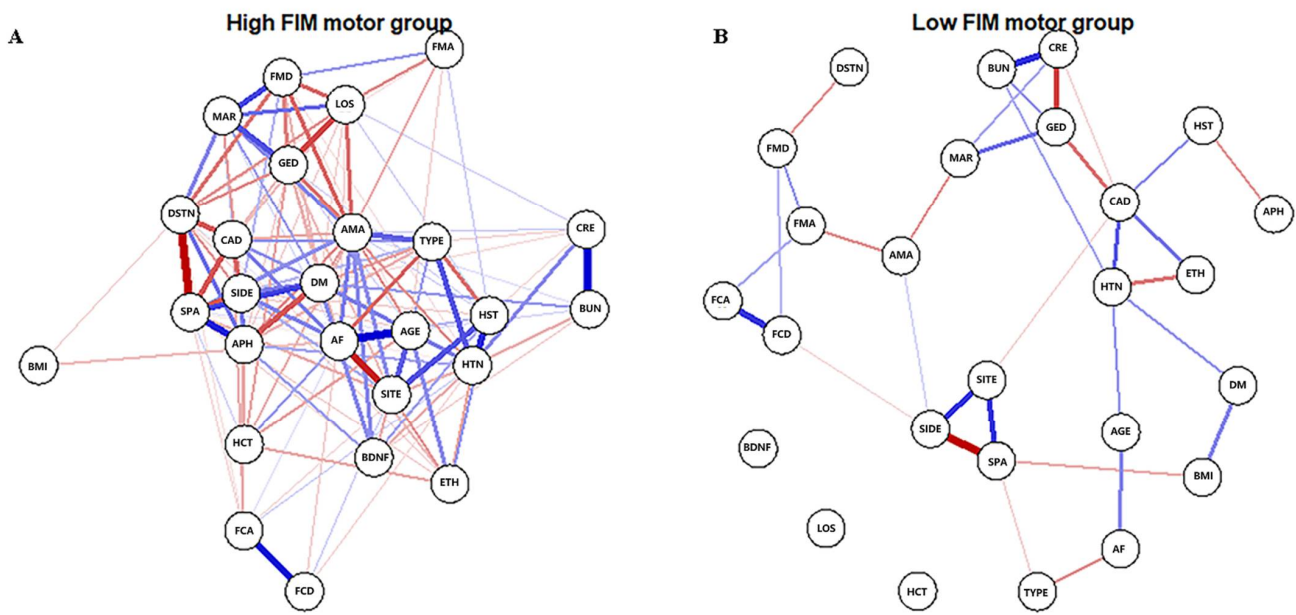 A
High FIM motor group
FMA
FMD
LOS
MAR
GED
DSTN
CAD
AMA
TYPE
CRE
SIDE
DM
SPA
HST
BUN
APH
AF
AGE
BMI
HTN
SITE
HCT
BDNF
ETH
FCA
FCD
B
Low FIM motor group
DSTN
BUN
CRE
FMD
MAR
GED
HST
CAD
APH
FMA
AMA
FCA
HTN
ETH
FCD
SITE
DM
SIDE
AGE
BDNF
SPA
BMI
LOS
AF
HCT
TYPE